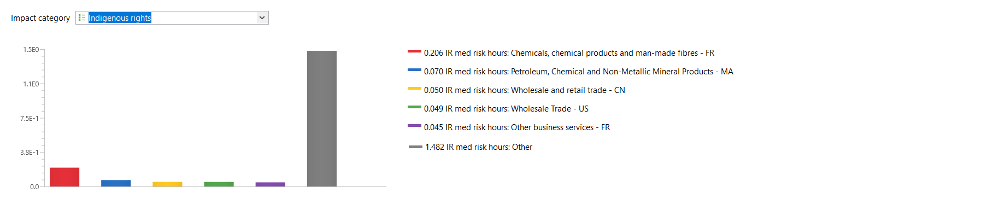 Impact category Indigenous rights
1.5E0
1.1E0
7.5E-1
3.8E-1
0.0
0.206 IR med risk hours: Chemicals, chemical products and man-made fibres - FR
0.070 IR med risk hours: Petroleum, Chemical and Non-Metallic Mineral Products - MA
0.050 IR med risk hours: Wholesale and retail trade - CN
0.049 IR med risk hours: Wholesale Trade - US
0.045 IR med risk hours: Other business services - FR
1.482 IR med risk hours: Other